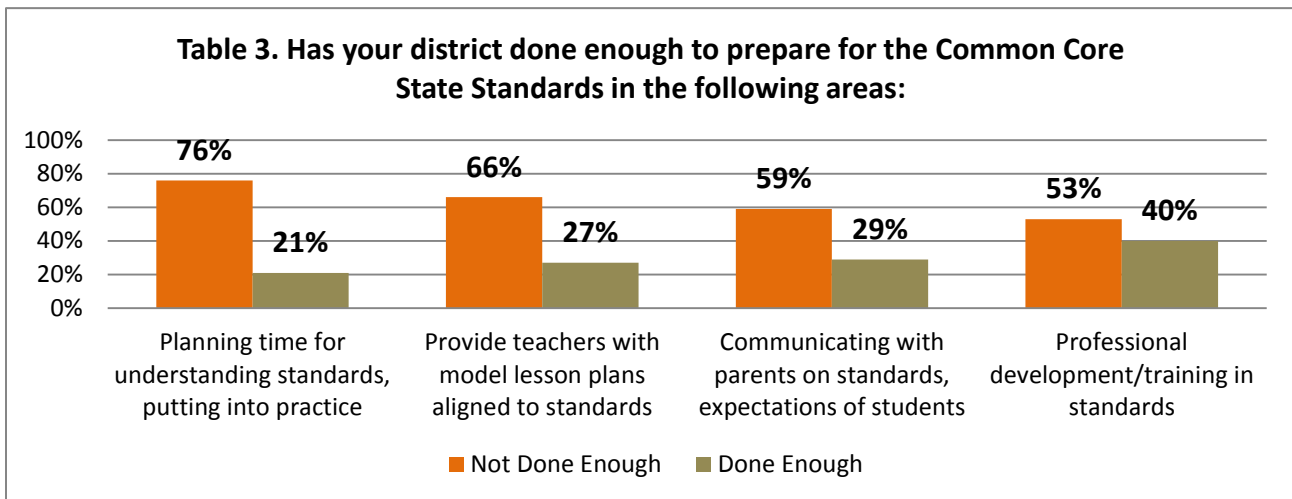 Table 3. Has your district done enough to prepare for the Common Core
State Standards in the following areas:
100%
80%
60%
40%
20%
0%
76%
21%
66%
27%
59%
29%
53%
40%
Planning time for
understanding standards,
putting into practice
Provide teachers with
model lesson plans
aligned to standards
Communicating with
parents on standards,
expectations of students
Professional
development/training in
standards
Not Done Enough
Done Enough